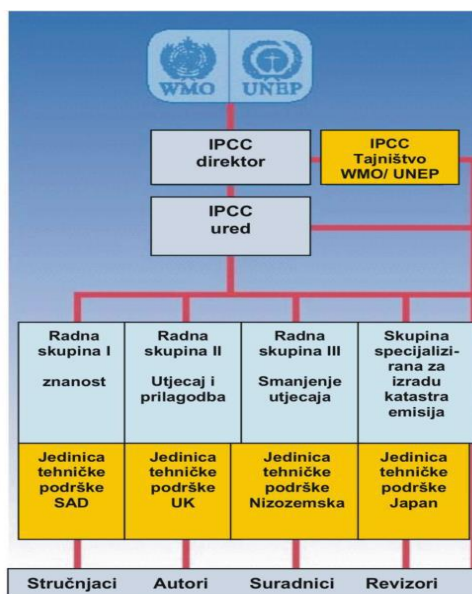 WMO UNEP
IPCC
direktor
IPCC
Tajništvo
WMO/ UNEP
IPCC
ured
Radna
skupina I
znanost
Radna
skupina II
Utjecaj i
prilagodba
Radna
skupina III
Smanjenje
utjecaja
Skupina
specijalizi-
rana za
izradu
katastra
emisija
Jedinica
tehničke
podrške
SAD
Jedinica
tehničke
podrške
UK
Jedinica
tehničke
podrške
Nizozemska
Jedinica
tehničke
podrške
Japan
Stručnjaci Autori Suradnici Revizori